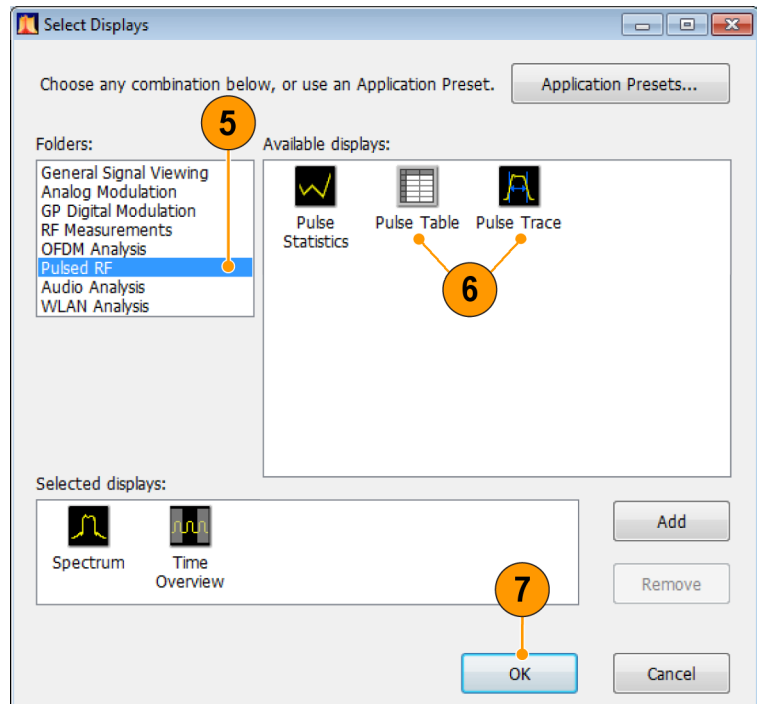 Select Displays
Choose any combination below, or use an Application Preset.
Application Presets...
5
Folders:
Available displays:
General Signal Viewing
Analog Modulation
GP Digital Modulation
RF Measurements
OFDM Analysis
Pulsed RF
Audio Analysis
WLAN Analysis
Pulse
Statistics
Pulse Table
Pulse Trace
6
Selected displays:
Spectrum
Time
Overview
Add
Remove
7
OK
Cancel